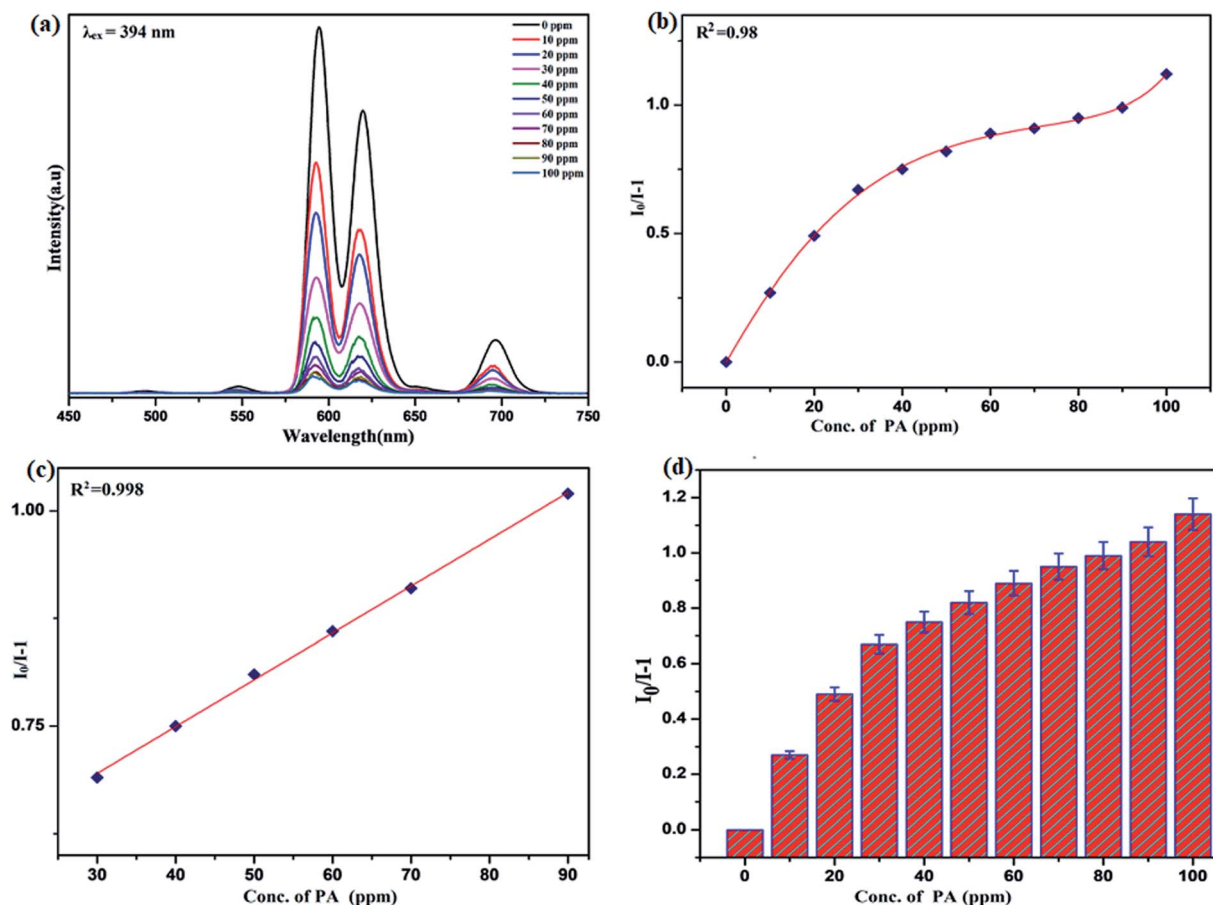 (a)
λex = 394 nm
0 ppm
10 ppm
20 ppm
30 ppm
40 ppm
50 ppm
60 ppm
70 ppm
80 ppm
90 ppm
100 ppm
Intensity(a.u)
450 500 550 600 650 700 750
Wavelength(nm)
(b)
R²=0.98
1.0
0.5
0.0
I₀/I-1
0 20 40 60 80 100
Conc. of PA (ppm)
(c)
R²=0.998
1.00
0.75
I₀/I-1
30 40 50 60 70 80 90
Conc. of PA (ppm)
(d)
1.2
1.0
0.8
0.6
0.4
0.2
0.0
I₀/I-1
0 20 40 60 80 100
Conc. of PA (ppm)